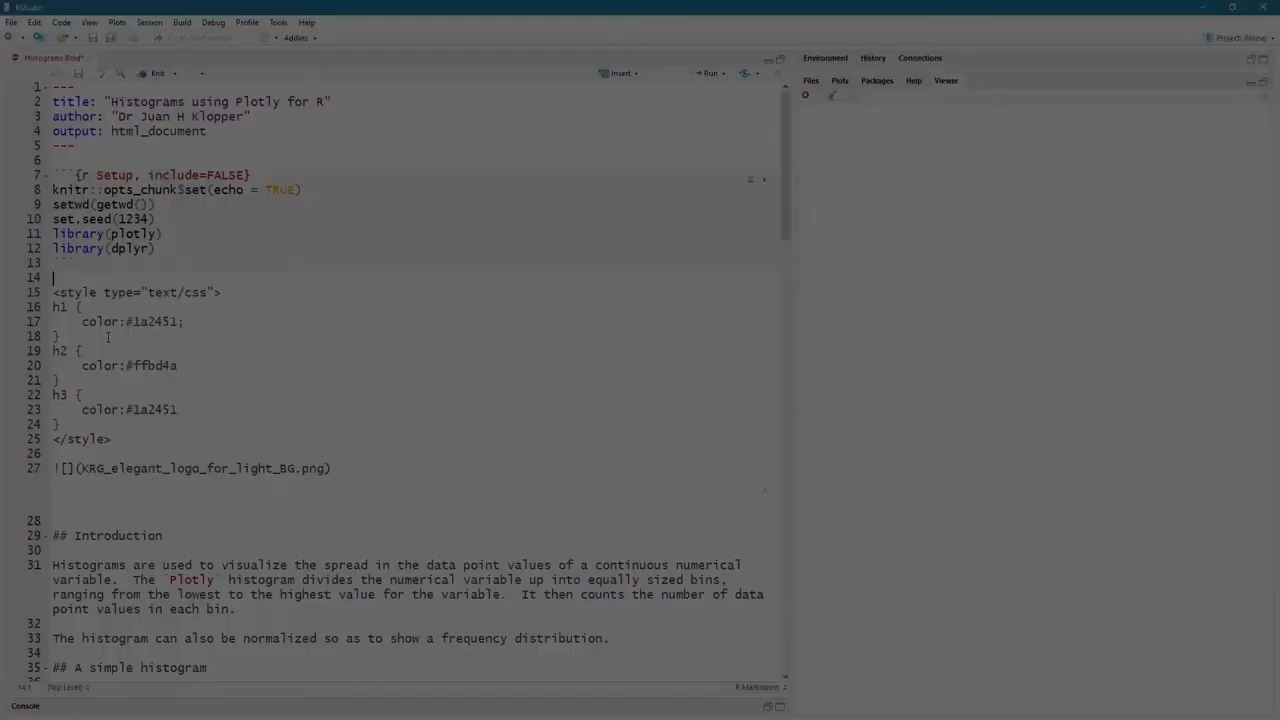 RStudio
File Edit Code View Plots Session Build Debug Profile Tools Help
Go to file/function Addins Project: (None)
Histograms.Rmd*
Knit Insert Run
Environment History Connections
Files Plots Packages Help Viewer
1 ---
2 title: "Histograms using Plotly for R"
3 author: "Dr Juan H Klopper"
4 output: html_document
5 ---
6
7 ```{r Setup, include=FALSE}
8 knitr::opts_chunk$set(echo = TRUE)
9 setwd(getwd())
10 set.seed(1234)
11 library(plotly)
12 library(dplyr)
13 ```
14
15 <style type="text/css">
16 h1 {
17 color:#1a2451;
18 }
19 h2 {
20 color:#ffbd4a
21 }
22 h3 {
23 color:#1a2451
24 }
25 </style>
26
27 ![](KRG_elegant_logo_for_light_BG.png)
28
29 ## Introduction
30
31 Histograms are used to visualize the spread in the data point values of a continuous numerical
variable. The `Plotly` histogram divides the numerical variable up into equally sized bins,
ranging from the lowest to the highest value for the variable. It then counts the number of data
point values in each bin.
32
33 The histogram can also be normalized so as to show a frequency distribution.
34
35 ## A simple histogram
14:1 (Top Level) R Markdown
Console